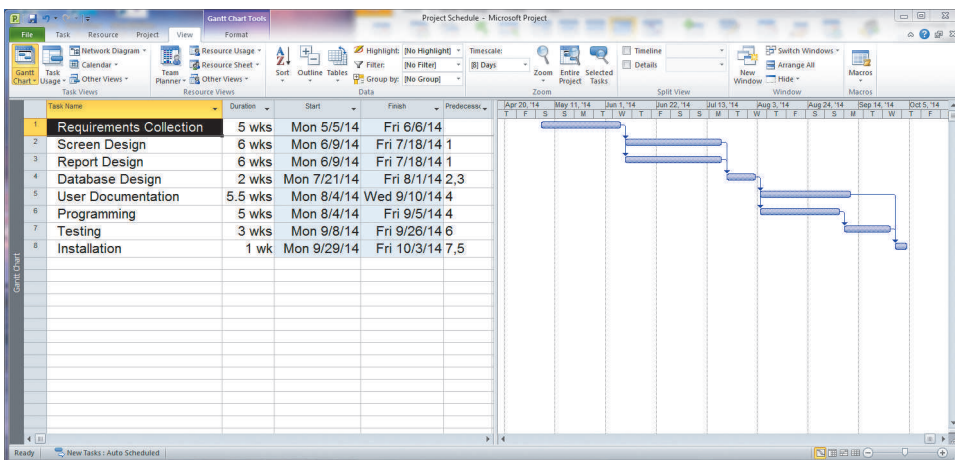 Gantt Chart Tools
Project Schedule - Microsoft Project
File Task Resource Project View Format
Gantt Chart
Task Usage
Network Diagram
Calendar
Other Views
Task Views
Team Planner
Resource Usage
Resource Sheet
Other Views
Resource Views
Sort Outline Tables
Highlight: [No Highlight]
Filter: [No Filter]
Group by: [No Group]
Data
Timescale:
[8] Days
Zoom Entire Project Selected Tasks
Zoom
Timeline
Details
Split View
New Window
Switch Windows
Arrange All
Hide
Window
Macros
Macros
Task Name Duration Start Finish Predecessc
Apr 20, '14 May 11, '14 Jun 1, '14 Jun 22, '14 Jul 13, '14 Aug 3, '14 Aug 24, '14 Sep 14, '14 Oct 5, '14
T F S S M T W T F S S M T W T F S S M T W T F
1 Requirements Collection 5 wks Mon 5/5/14 Fri 6/6/14
2 Screen Design 6 wks Mon 6/9/14 Fri 7/18/14 1
3 Report Design 6 wks Mon 6/9/14 Fri 7/18/14 1
4 Database Design 2 wks Mon 7/21/14 Fri 8/1/14 2,3
5 User Documentation 5.5 wks Mon 8/4/14 Wed 9/10/14 4
6 Programming 5 wks Mon 8/4/14 Fri 9/5/14 4
7 Testing 3 wks Mon 9/8/14 Fri 9/26/14 6
8 Installation 1 wk Mon 9/29/14 Fri 10/3/14 7,5
Gantt Chart
Ready New Tasks : Auto Scheduled